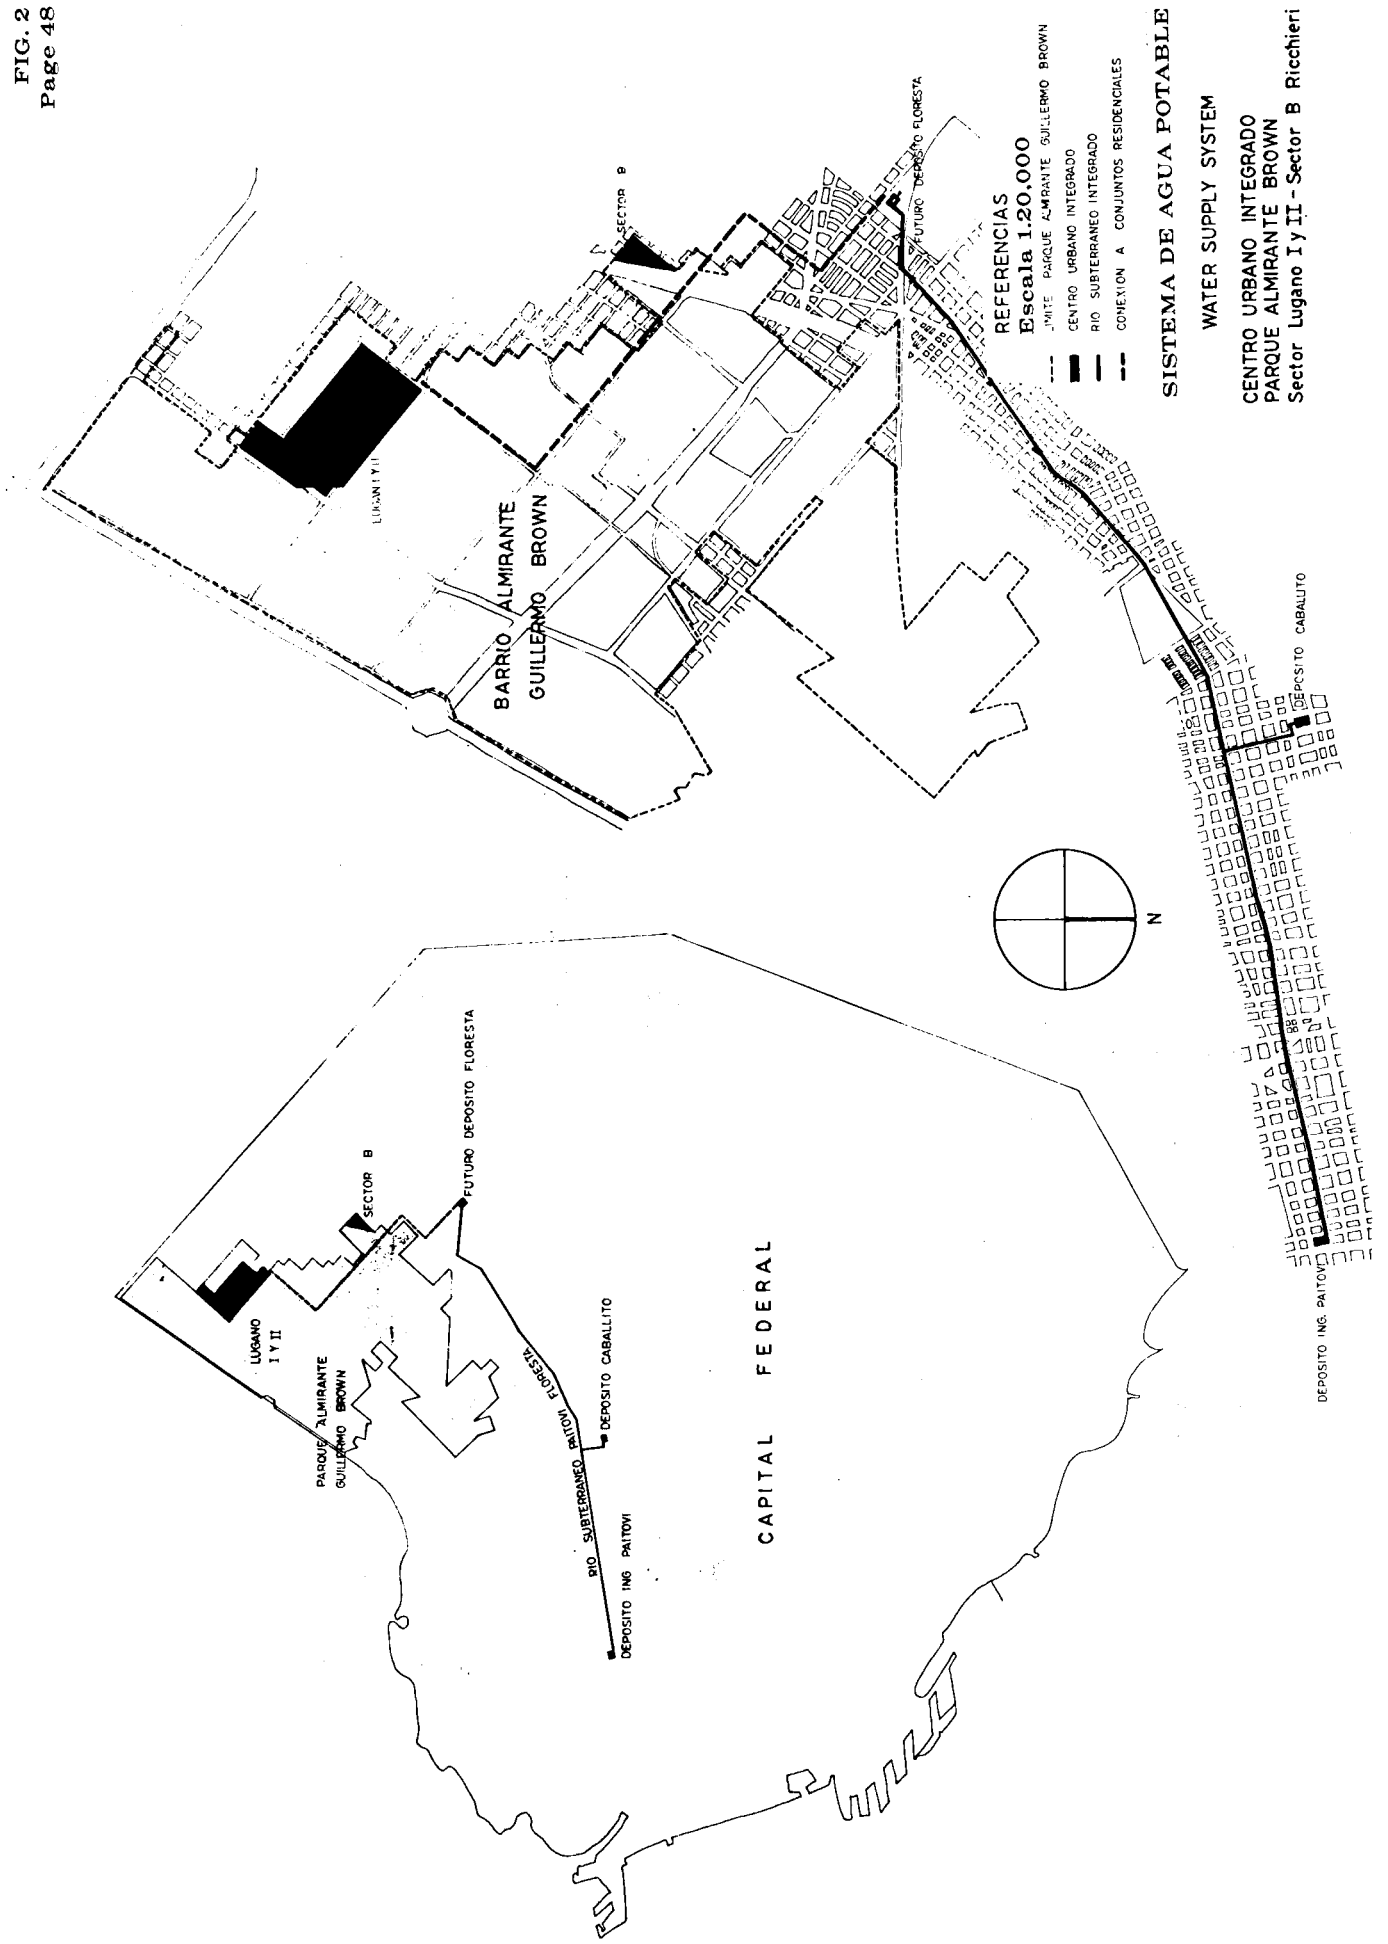 FIG. 2
Page 48
SECTOR B
LUGANO I Y II
BARRIO ALMIRANTE
GUILLERMO BROWN
FUTURO DEPOSITO FLORESTA
DEPOSITO CABALLITO
DEPOSITO ING. PAITOVI
N
REFERENCIAS
Escala 1.20,000
LIMITE PARQUE ALMIRANTE GUILLERMO BROWN
CENTRO URBANO INTEGRADO
RIO SUBTERRANEO INTEGRADO
CONEXION A CONJUNTOS RESIDENCIALES
SISTEMA DE AGUA POTABLE
WATER SUPPLY SYSTEM
CENTRO URBANO INTEGRADO
PARQUE ALMIRANTE BROWN
Sector Lugano I y II - Sector B Ricchieri
LUGANO
I Y II
PARQUE ALMIRANTE
GUILLERMO BROWN
SECTOR B
FUTURO DEPOSITO FLORESTA
RIO SUBTERRANEO PAITOVI FLORESTA
DEPOSITO CABALLITO
DEPOSITO ING PAITOVI
CAPITAL FEDERAL